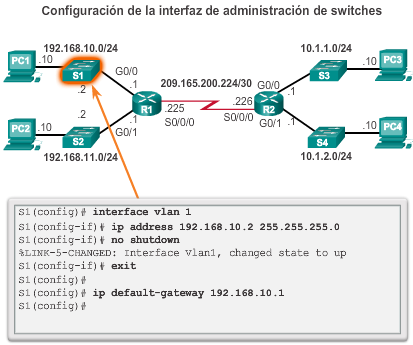 Configuración de la interfaz de administración de switches
192.168.10.0/24
10.1.1.0/24
PC1
.10
S1
G0/0
.1
.2
209.165.200.224/30
G0/0
.1
S3
.10
PC3
R1
.225
S0/0/0
.226
S0/0/0
R2
PC2
.10
.2
S2
.1
G0/1
192.168.11.0/24
G0/1
.1
S4
.10
PC4
10.1.2.0/24
S1(config)# interface vlan 1
S1(config-if)# ip address 192.168.10.2 255.255.255.0
S1(config-if)# no shutdown
%LINK-5-CHANGED: Interface Vlan1, changed state to up
S1(config-if)# exit
S1(config)#
S1(config)# ip default-gateway 192.168.10.1
S1(config)#